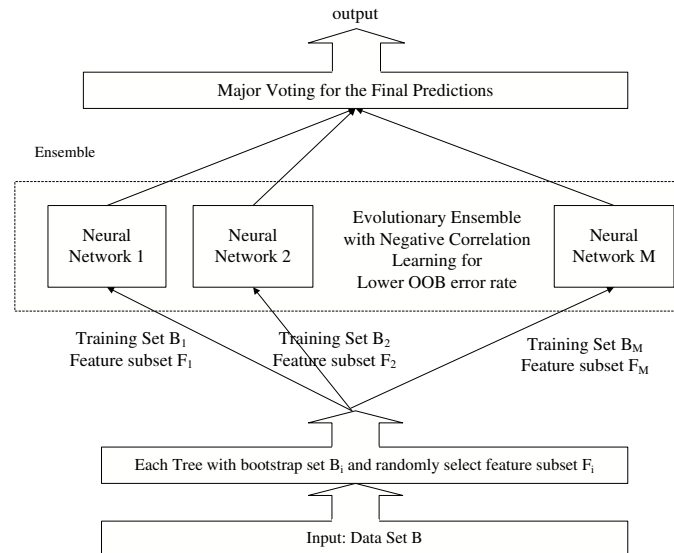 output
Major Voting for the Final Predictions
Ensemble
Neural
Network 1
Neural
Network 2
Evolutionary Ensemble
with Negative Correlation
Learning for
Lower OOB error rate
Neural
Network M
Training Set B₁
Feature subset F₁
Training Set B₂
Feature subset F₂
Training Set Bₘ
Feature subset Fₘ
Each Tree with bootstrap set Bᵢ and randomly select feature subset Fᵢ
Input: Data Set B